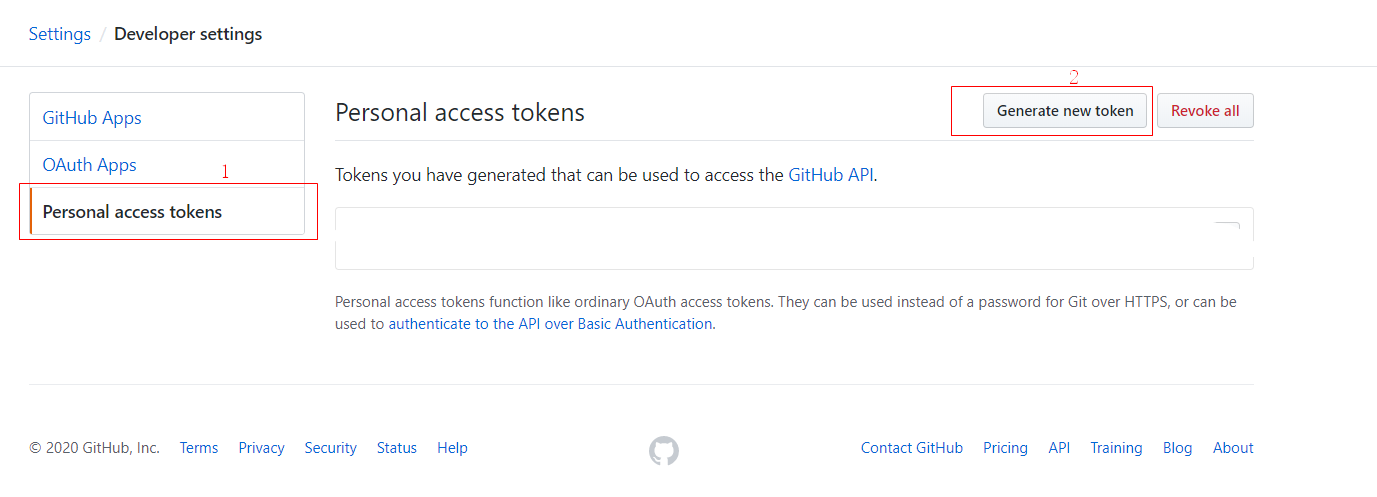 Settings / Developer settings
2
Personal access tokens
Generate new token
Revoke all
GitHub Apps
OAuth Apps
1
Personal access tokens
Tokens you have generated that can be used to access the GitHub API.
Personal access tokens function like ordinary OAuth access tokens. They can be used instead of a password for Git over HTTPS, or can be
used to authenticate to the API over Basic Authentication.
© 2020 GitHub, Inc. Terms Privacy Security Status Help Contact GitHub Pricing API Training Blog About